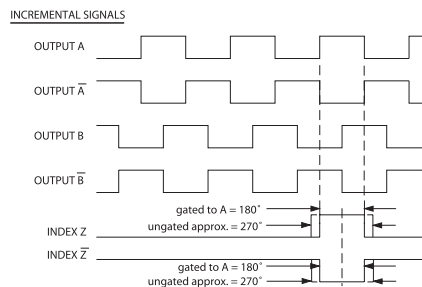 INCREMENTAL SIGNALS
OUTPUT A
OUTPUT A̅
OUTPUT B
OUTPUT B̅
gated to A = 180°
ungated approx. = 270°
INDEX Z
INDEX Z̅
gated to A = 180°
ungated approx. = 270°